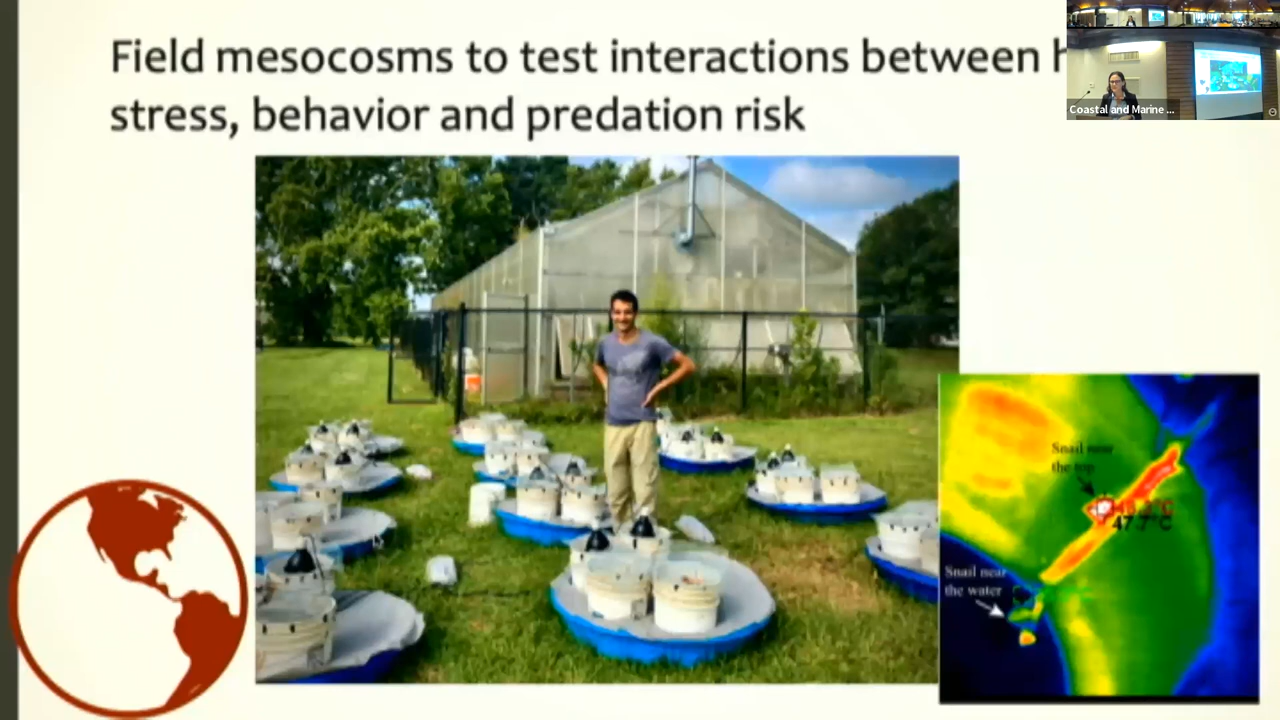 Field mesocosms to test interactions between h
stress, behavior and predation risk
Coastal and Marine ...
Snail near
the top
47.7°C
Snail near
the water